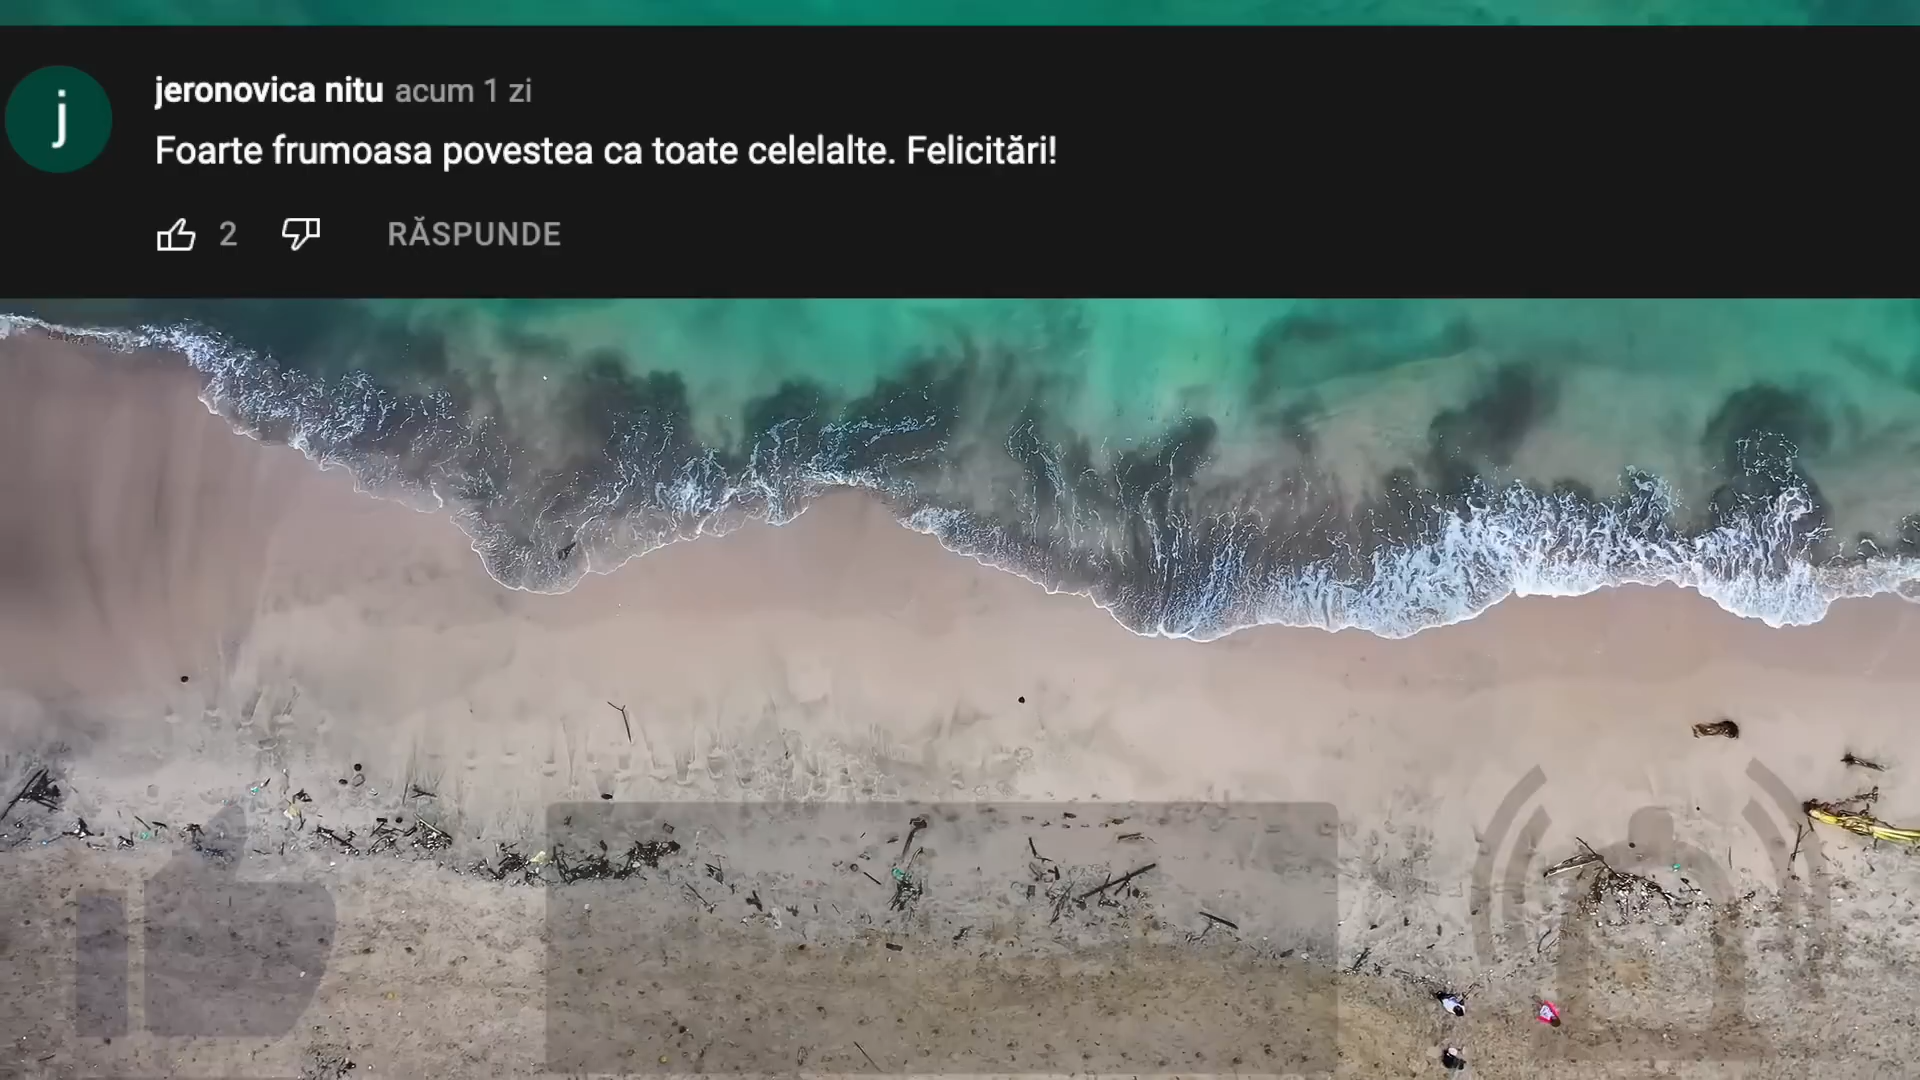 j
jeronovica nitu acum 1 zi
Foarte frumoasa povestea ca toate celelalte. Felicitări!
2 RĂSPUNDE